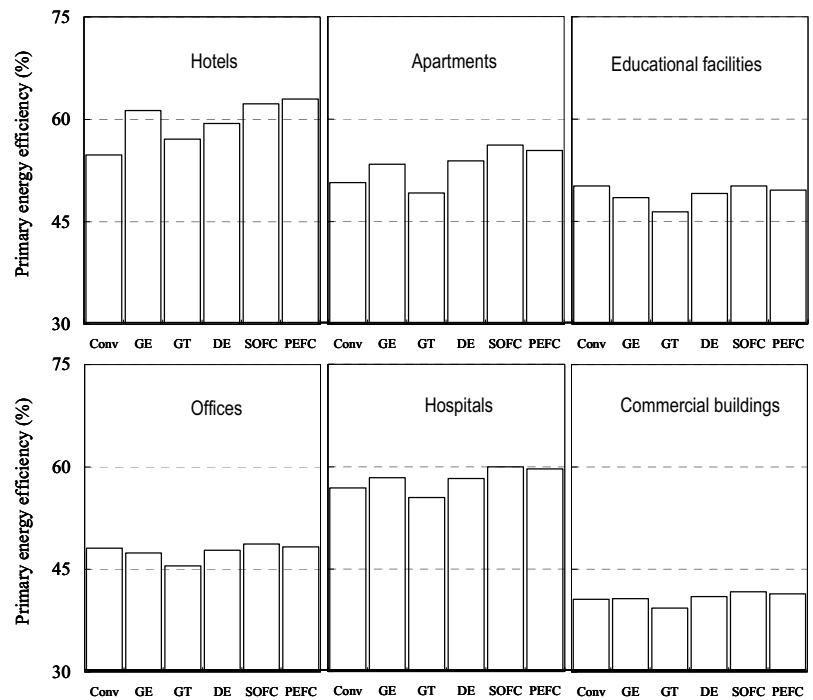 75
Hotels
Apartments
Educational facilities
60
45
30
Primary energy efficiency (%)
Conv GE GT DE SOFC PEFC Conv GE GT DE SOFC PEFC Conv GE GT DE SOFC PEFC
75
Offices
Hospitals
Commercial buildings
60
45
30
Primary energy efficiency (%)
Conv GE GT DE SOFC PEFC Conv GE GT DE SOFC PEFC Conv GE GT DE SOFC PEFC